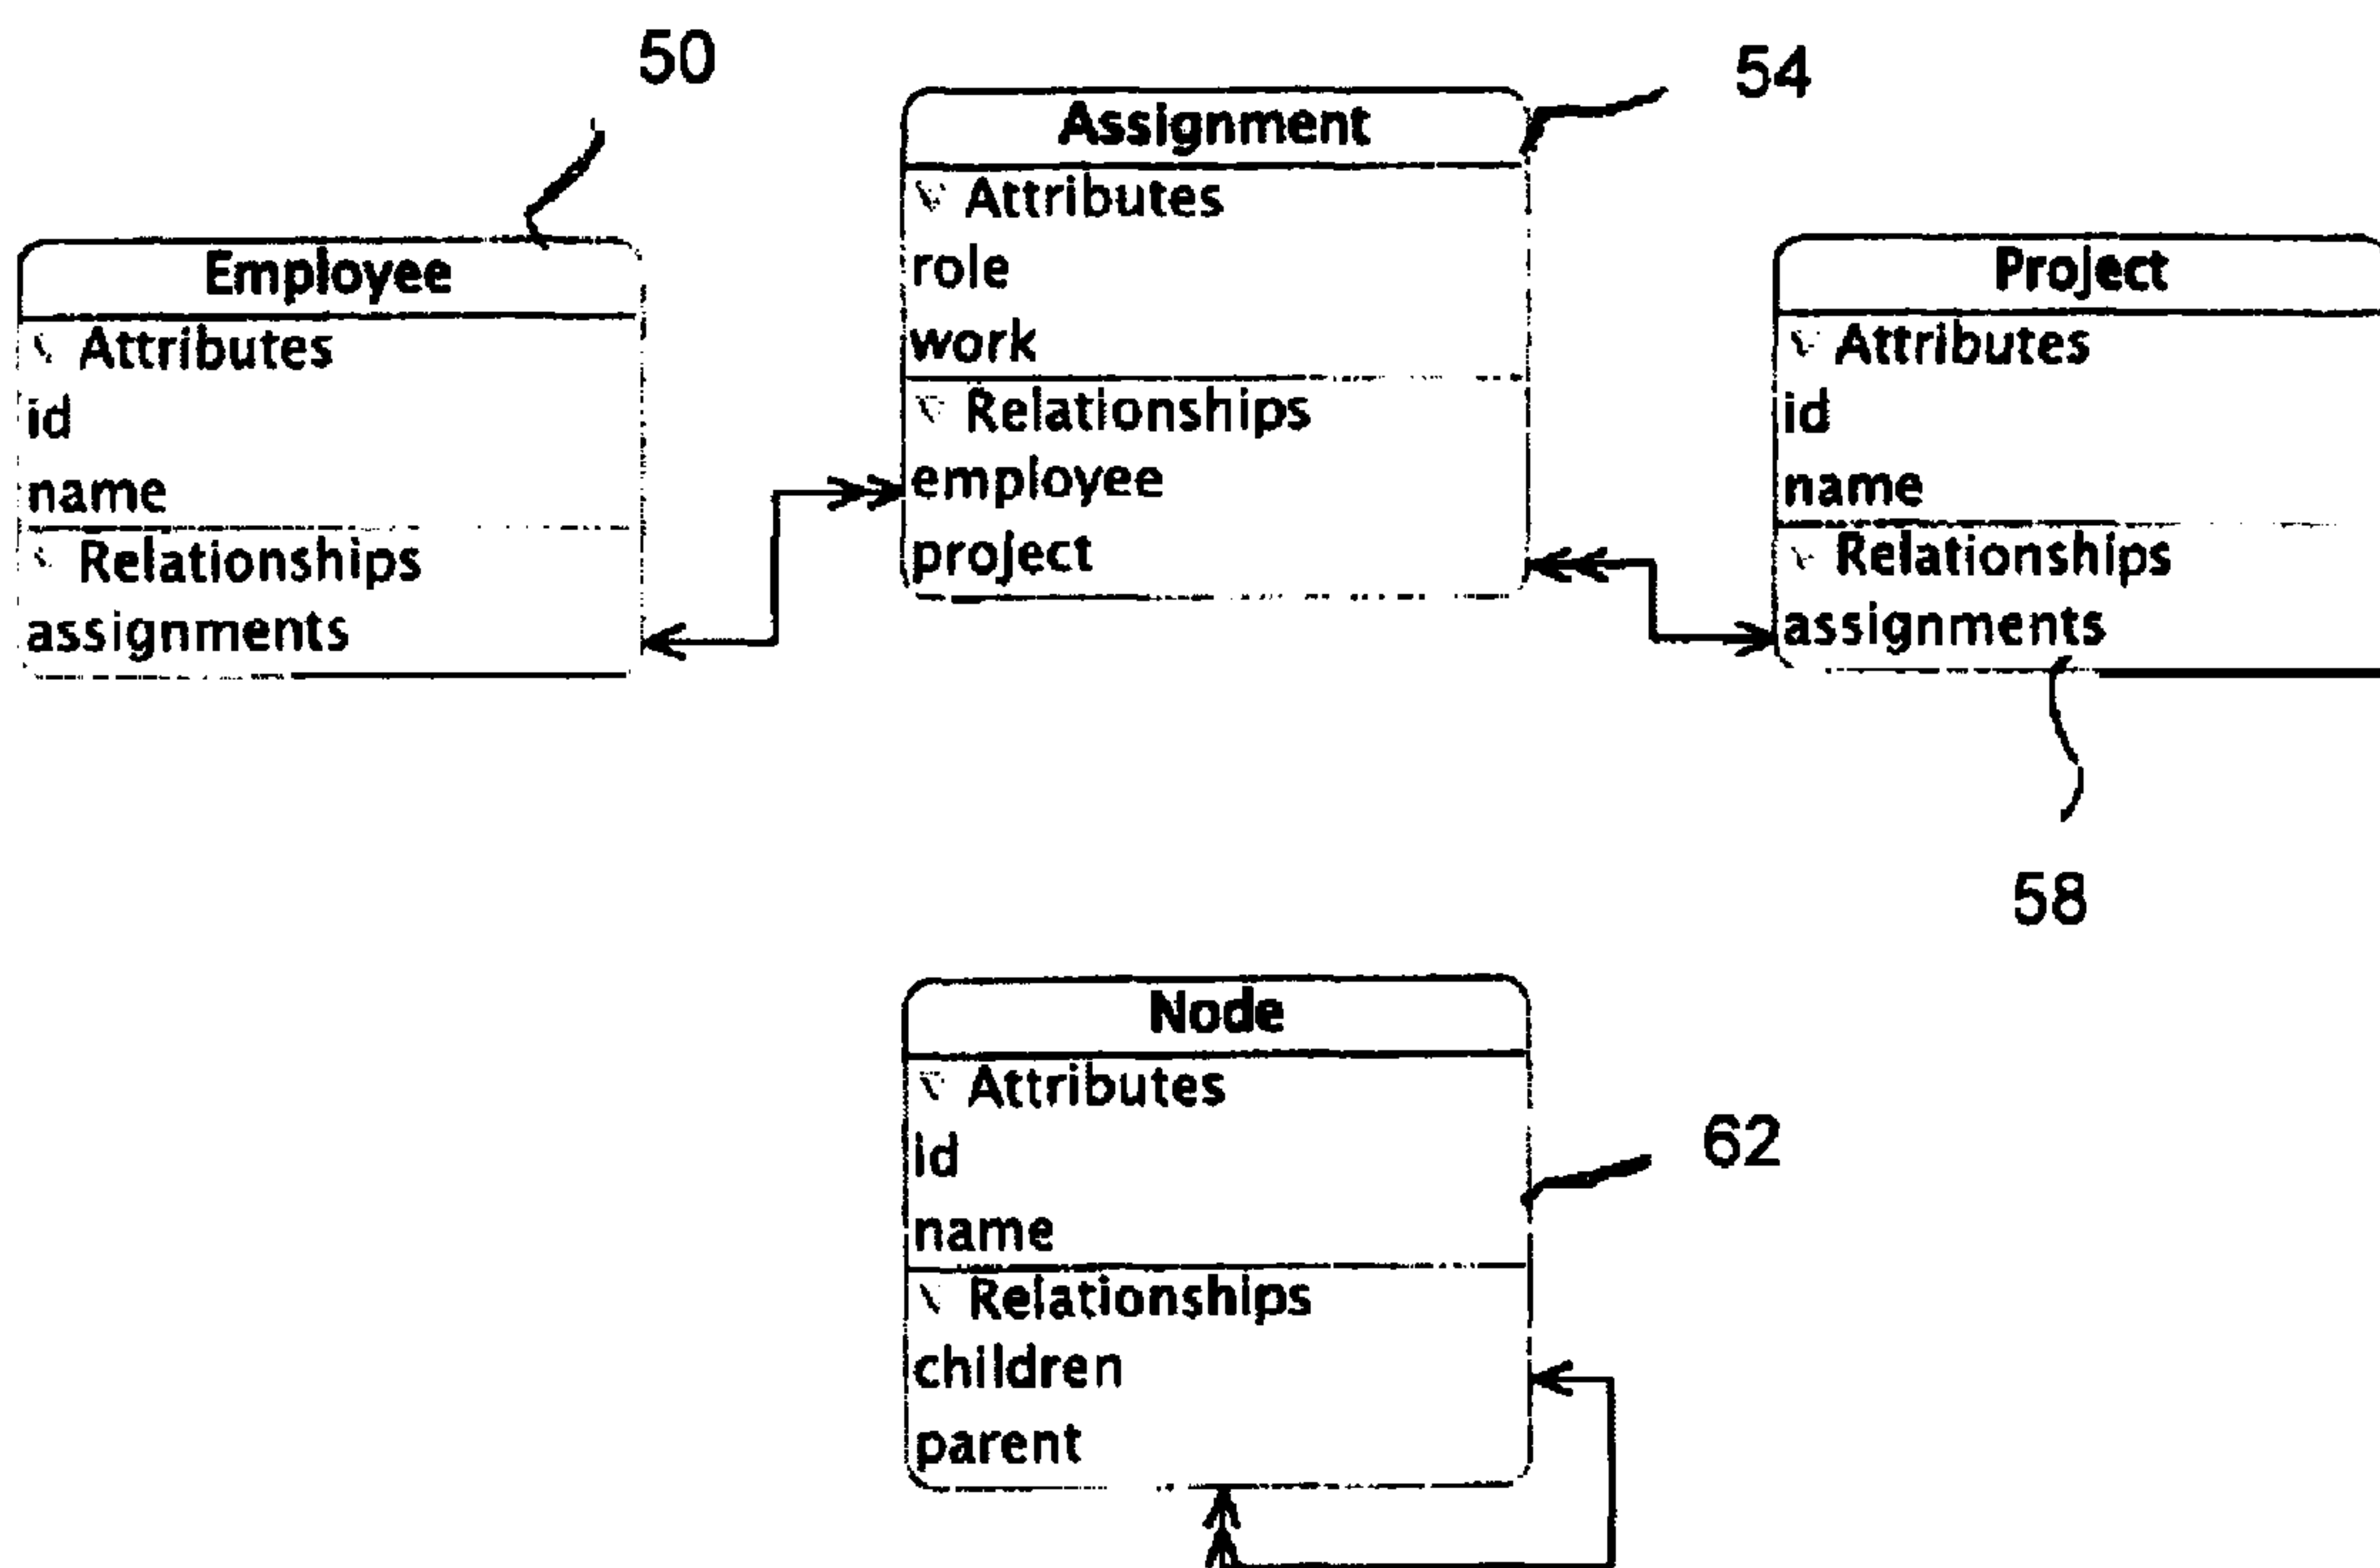 50
54
Assignment
Attributes
role
work
Relationships
employee
project
Employee
Attributes
id
name
Relationships
assignments
Project
Attributes
id
name
Relationships
assignments
58
Node
Attributes
id
name
Relationships
children
parent
62